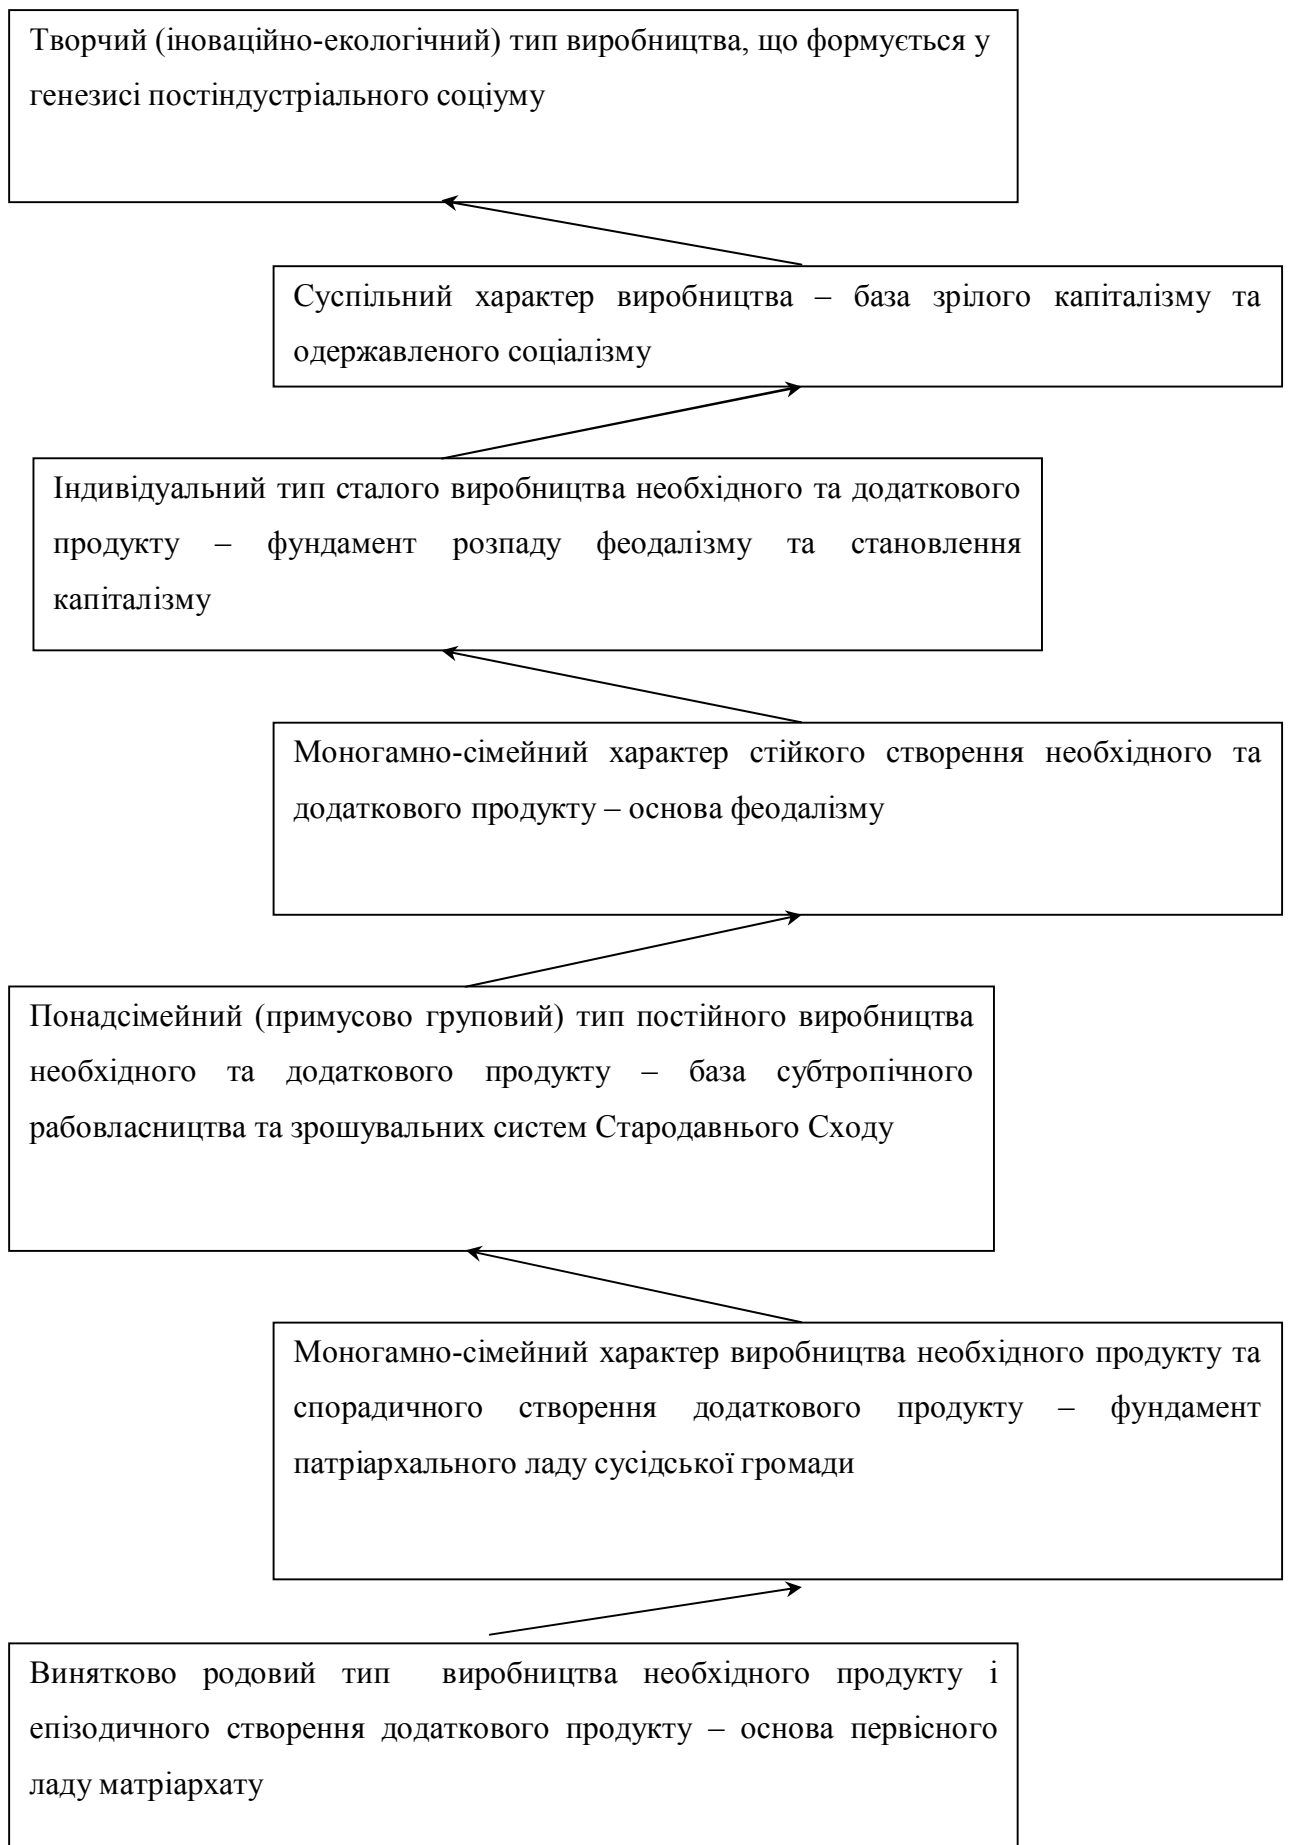 Творчий (іноваційно-екологічний) тип виробництва, що формується у
генезисі постіндустріального соціуму
Суспільний характер виробництва – база зрілого капіталізму та
одержавленого соціалізму
Індивідуальний тип сталого виробництва необхідного та додаткового
продукту – фундамент розпаду феодалізму та становлення
капіталізму
Моногамно-сімейний характер стійкого створення необхідного та
додаткового продукту – основа феодалізму
Понадсімейний (примусово груповий) тип постійного виробництва
необхідного та додаткового продукту – база субтропічного
рабовласництва та зрошувальних систем Стародавнього Сходу
Моногамно-сімейний характер виробництва необхідного продукту та
спорадичного створення додаткового продукту – фундамент
патріархального ладу сусідської громади
Винятково родовий тип виробництва необхідного продукту і
епізодичного створення додаткового продукту – основа первісного
ладу матріархату